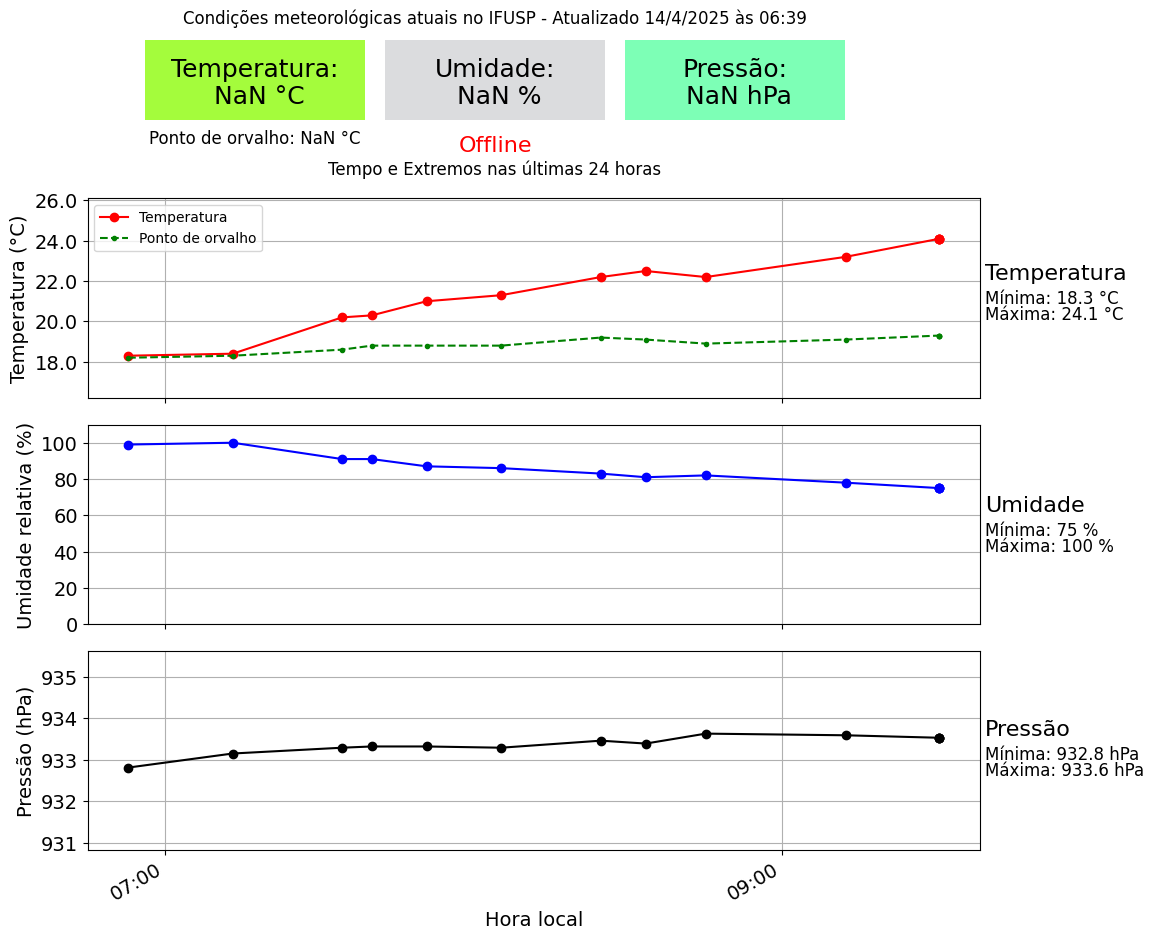 Condições meteorológicas atuais no IFUSP - Atualizado 14/4/2025 às 06:39
Temperatura:
NaN °C
Umidade:
NaN %
Pressão:
NaN hPa
Ponto de orvalho: NaN °C
Offline
Tempo e Extremos nas últimas 24 horas
Temperatura (°C)
26.0
24.0
22.0
20.0
18.0
Temperatura
Ponto de orvalho
Temperatura
Mínima: 18.3 °C
Máxima: 24.1 °C
Umidade relativa (%)
100
80
60
40
20
0
Umidade
Mínima: 75 %
Máxima: 100 %
Pressão (hPa)
935
934
933
932
931
Pressão
Mínima: 932.8 hPa
Máxima: 933.6 hPa
07:00
09:00
Hora local